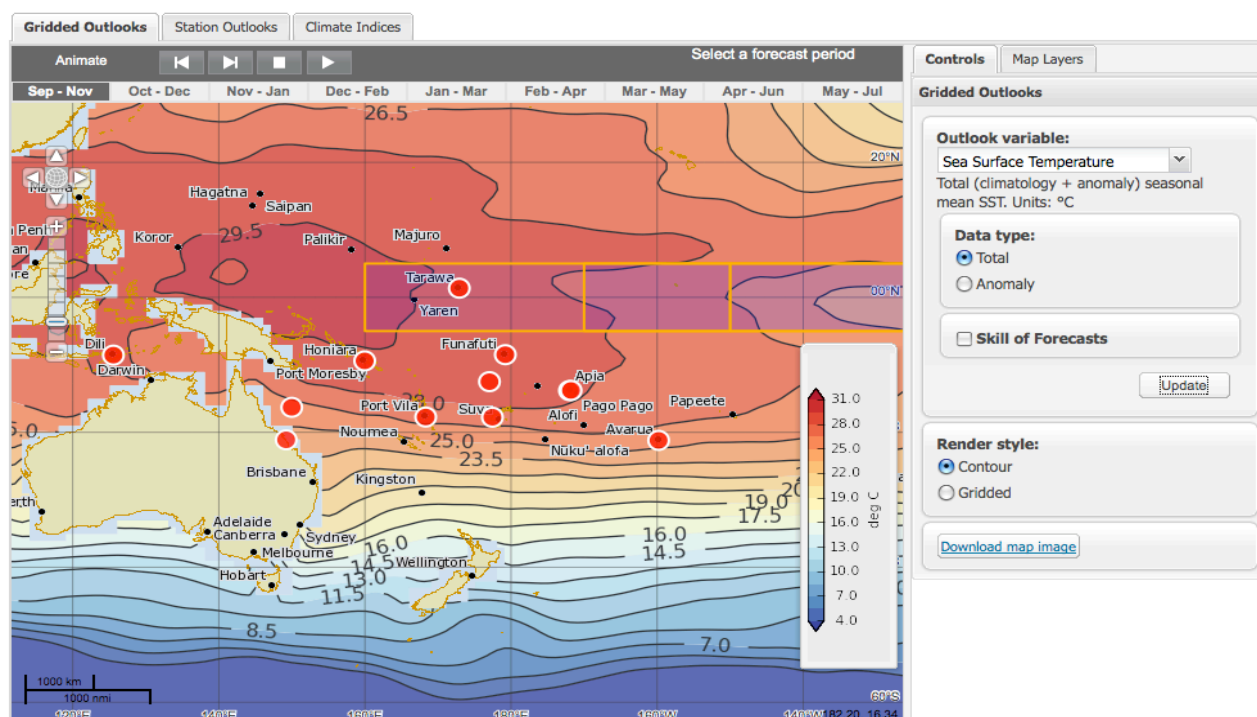 Gridded Outlooks Station Outlooks Climate Indices
Animate Select a forecast period
Sep - Nov Oct - Dec Nov - Jan Dec - Feb Jan - Mar Feb - Apr Mar - May Apr - Jun May - Jul
26.5
20°N
Hagatna
Saipan
Koror
29.5
Palikir
Majuro
Tarawa
00°N
Yaren
Dili
Darwin
Honiara
Port Moresby
Funafuti
Apia
Port Vila
Suva
Alofi
Pago Pago
Papeete
Noumea
25.0
Nuku' alofa
Avarua
23.5
Brisbane
Kingston
19.0
17.5
Adelaide
Canberra
Sydney
16.0
16.0
14.5
Melbourne
14.5
Wellington
Hobart
13.0
11.5
8.5
7.0
1000 km
1000 nmi
60°S
31.0
28.0
25.0
22.0
19.0
16.0
13.0
10.0
7.0
4.0
deg C
Controls Map Layers
Gridded Outlooks
Outlook variable:
Sea Surface Temperature
Total (climatology + anomaly) seasonal
mean SST. Units: °C
Data type:
Total
Anomaly
Skill of Forecasts
Update
Render style:
Contour
Gridded
Download map image